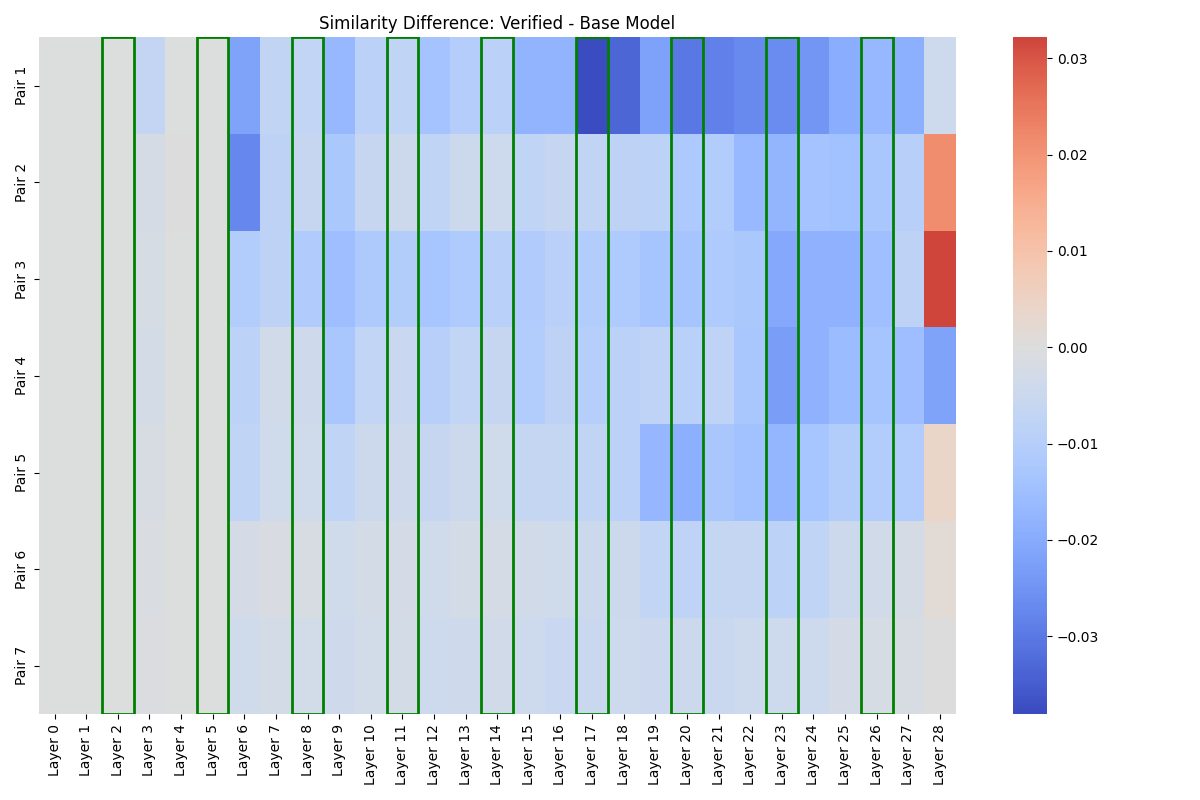 Similarity Difference: Verified - Base Model
Pair 1
Pair 2
Pair 3
Pair 4
Pair 5
Pair 6
Pair 7
Layer 0
Layer 1
Layer 2
Layer 3
Layer 4
Layer 5
Layer 6
Layer 7
Layer 8
Layer 9
Layer 10
Layer 11
Layer 12
Layer 13
Layer 14
Layer 15
Layer 16
Layer 17
Layer 18
Layer 19
Layer 20
Layer 21
Layer 22
Layer 23
Layer 24
Layer 25
Layer 26
Layer 27
Layer 28
0.03
0.02
0.01
0.00
−0.01
−0.02
−0.03